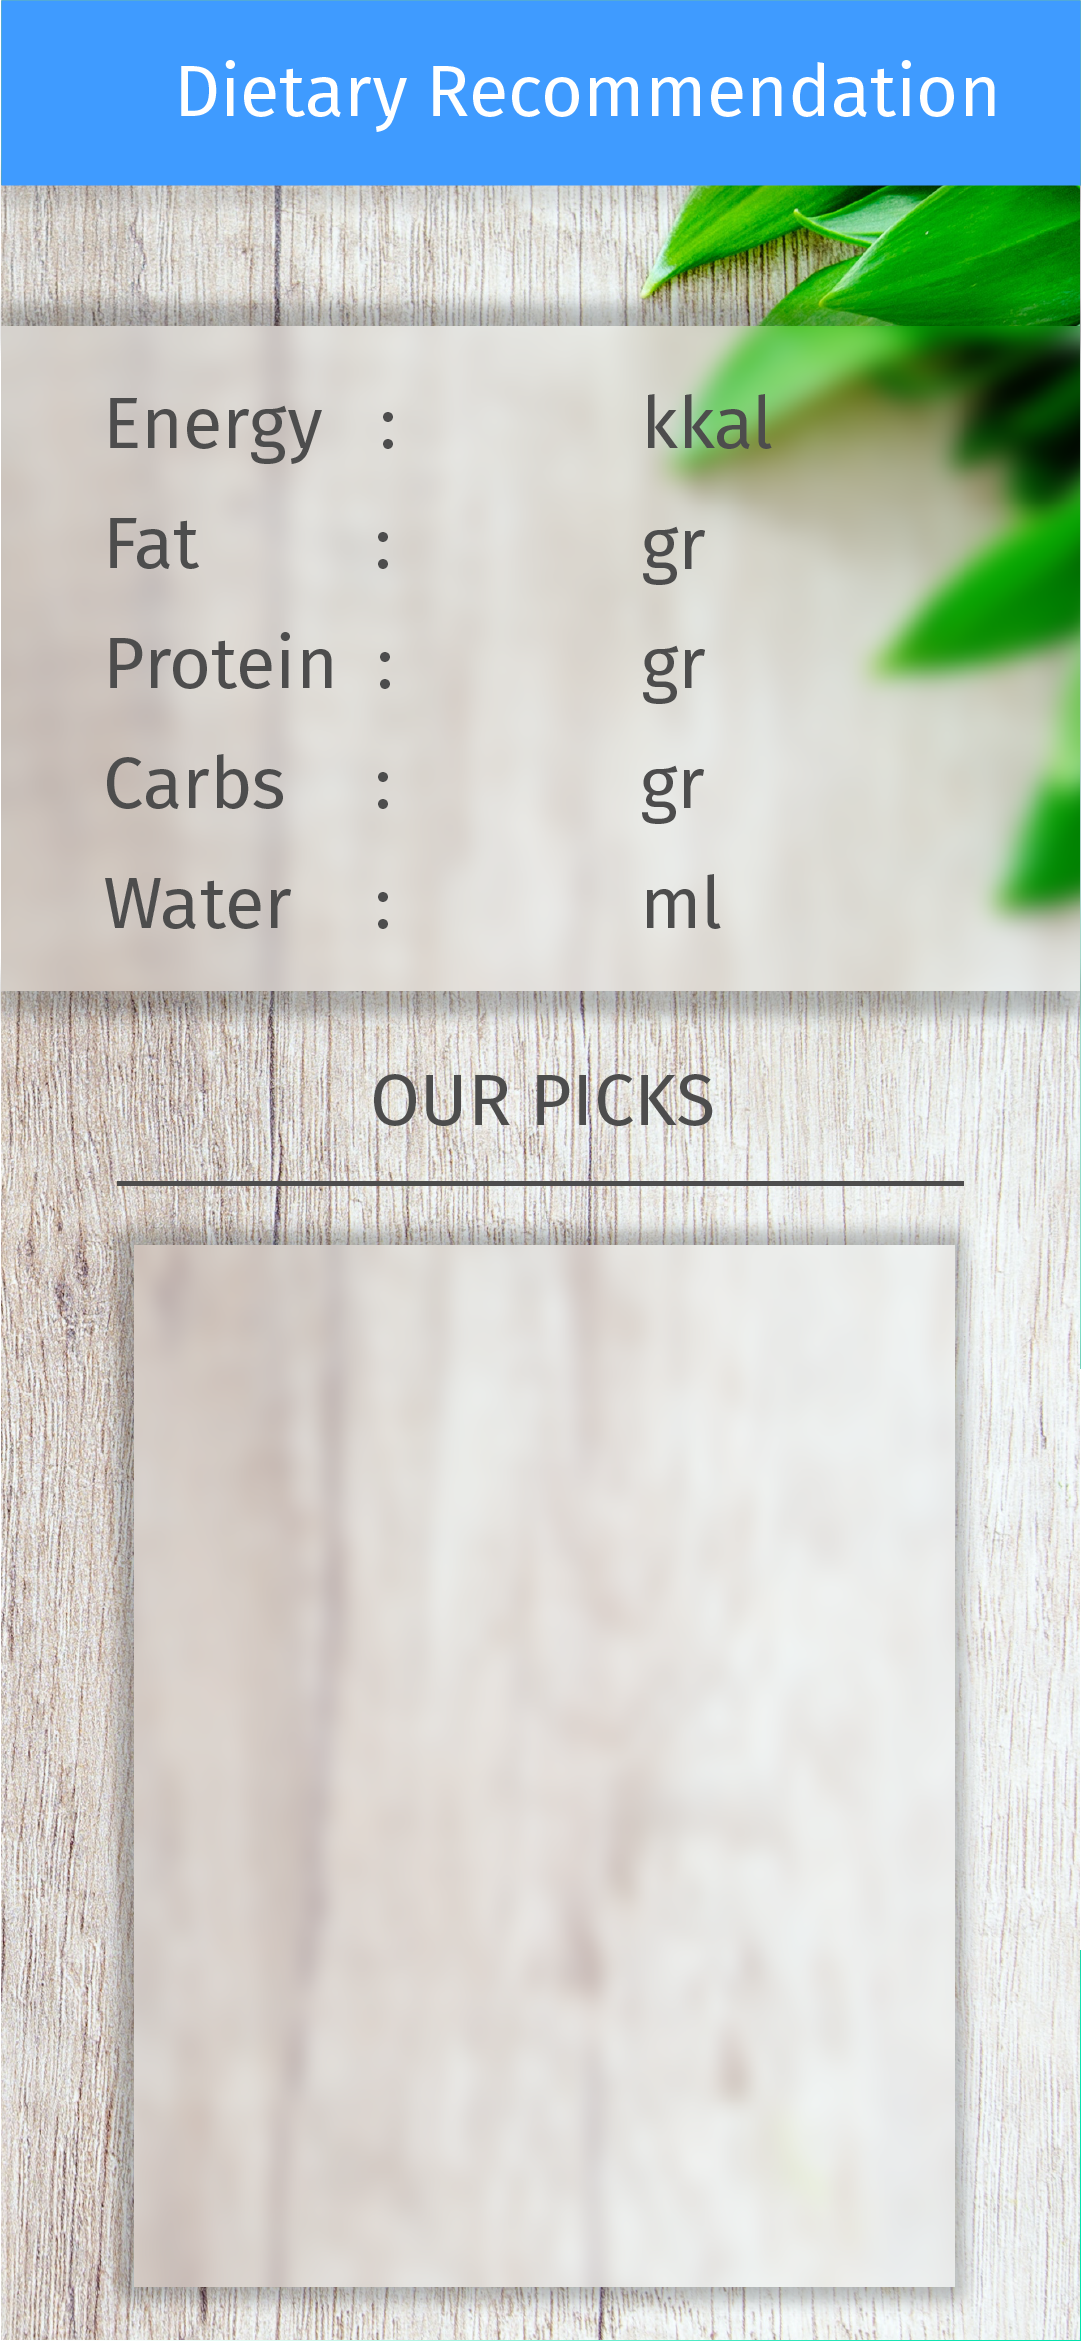 Dietary Recommendation
Energy : kkal
Fat : gr
Protein : gr
Carbs : gr
Water : ml
OUR PICKS